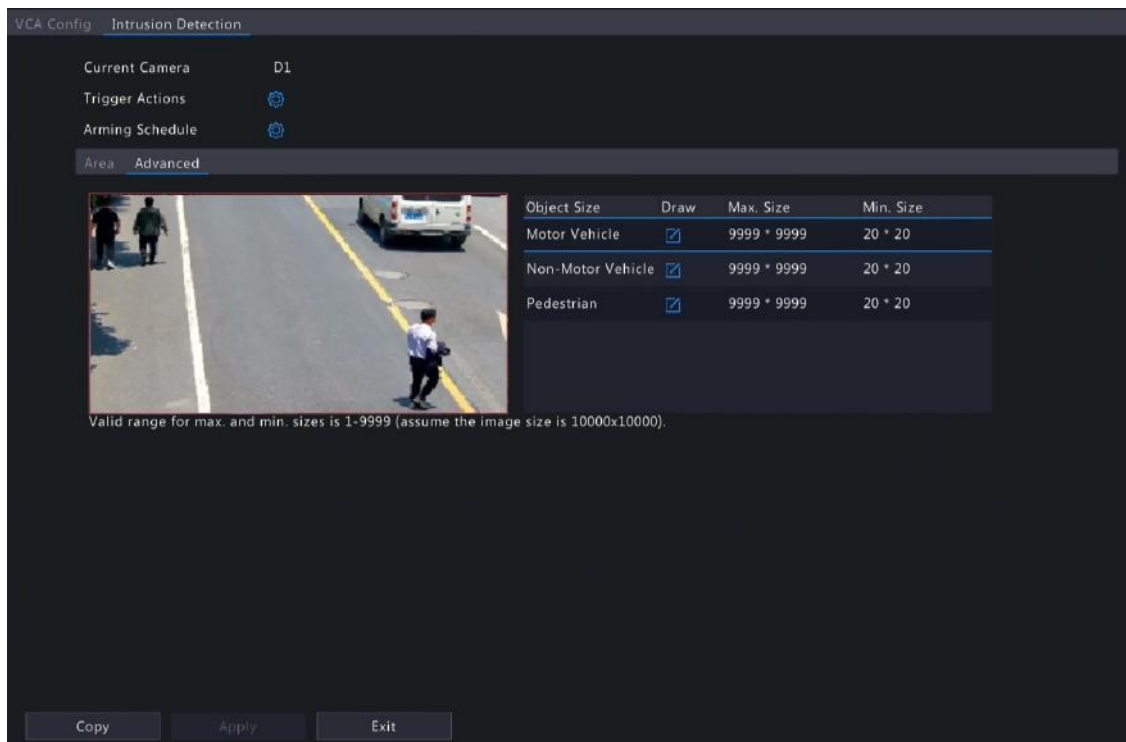 VCA Config Intrusion Detection
Current Camera D1
Trigger Actions
Arming Schedule
Area Advanced
Object Size Draw Max. Size Min. Size
Motor Vehicle 9999 * 9999 20 * 20
Non-Motor Vehicle 9999 * 9999 20 * 20
Pedestrian 9999 * 9999 20 * 20
Valid range for max. and min. sizes is 1-9999 (assume the image size is 10000x10000).
Copy Apply Exit